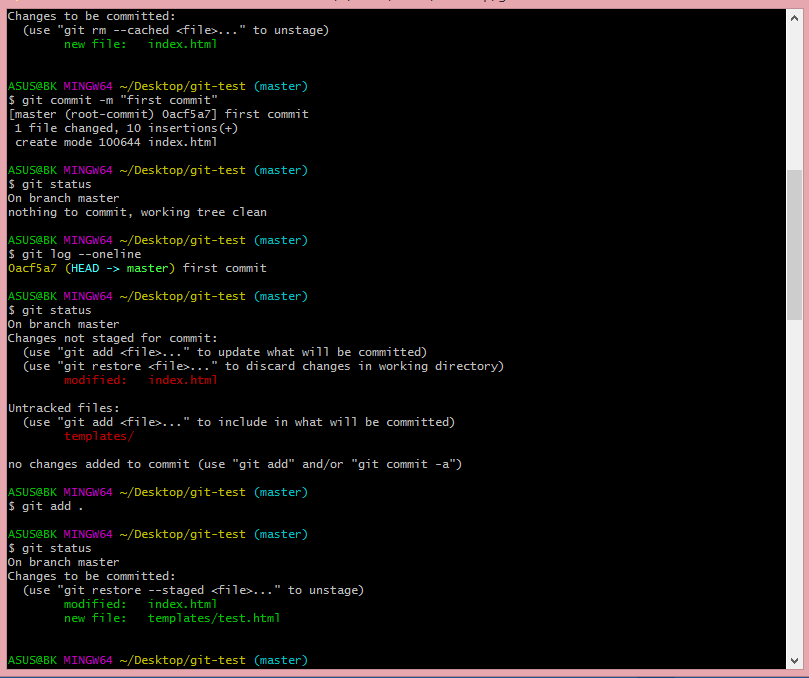 Changes to be committed:
  (use "git rm --cached <file>..." to unstage)
        new file:   index.html

ASUS@BK MINGW64 ~/Desktop/git-test (master)
$ git commit -m "first commit"
[master (root-commit) 0acf5a7] first commit
 1 file changed, 10 insertions(+)
 create mode 100644 index.html

ASUS@BK MINGW64 ~/Desktop/git-test (master)
$ git status
On branch master
nothing to commit, working tree clean

ASUS@BK MINGW64 ~/Desktop/git-test (master)
$ git log --oneline
0acf5a7 (HEAD -> master) first commit

ASUS@BK MINGW64 ~/Desktop/git-test (master)
$ git status
On branch master
Changes not staged for commit:
  (use "git add <file>..." to update what will be committed)
  (use "git restore <file>..." to discard changes in working directory)
        modified:   index.html

Untracked files:
  (use "git add <file>..." to include in what will be committed)
        templates/

no changes added to commit (use "git add" and/or "git commit -a")

ASUS@BK MINGW64 ~/Desktop/git-test (master)
$ git add .

ASUS@BK MINGW64 ~/Desktop/git-test (master)
$ git status
On branch master
Changes to be committed:
  (use "git restore --staged <file>..." to unstage)
        modified:   index.html
        new file:   templates/test.html

ASUS@BK MINGW64 ~/Desktop/git-test (master)